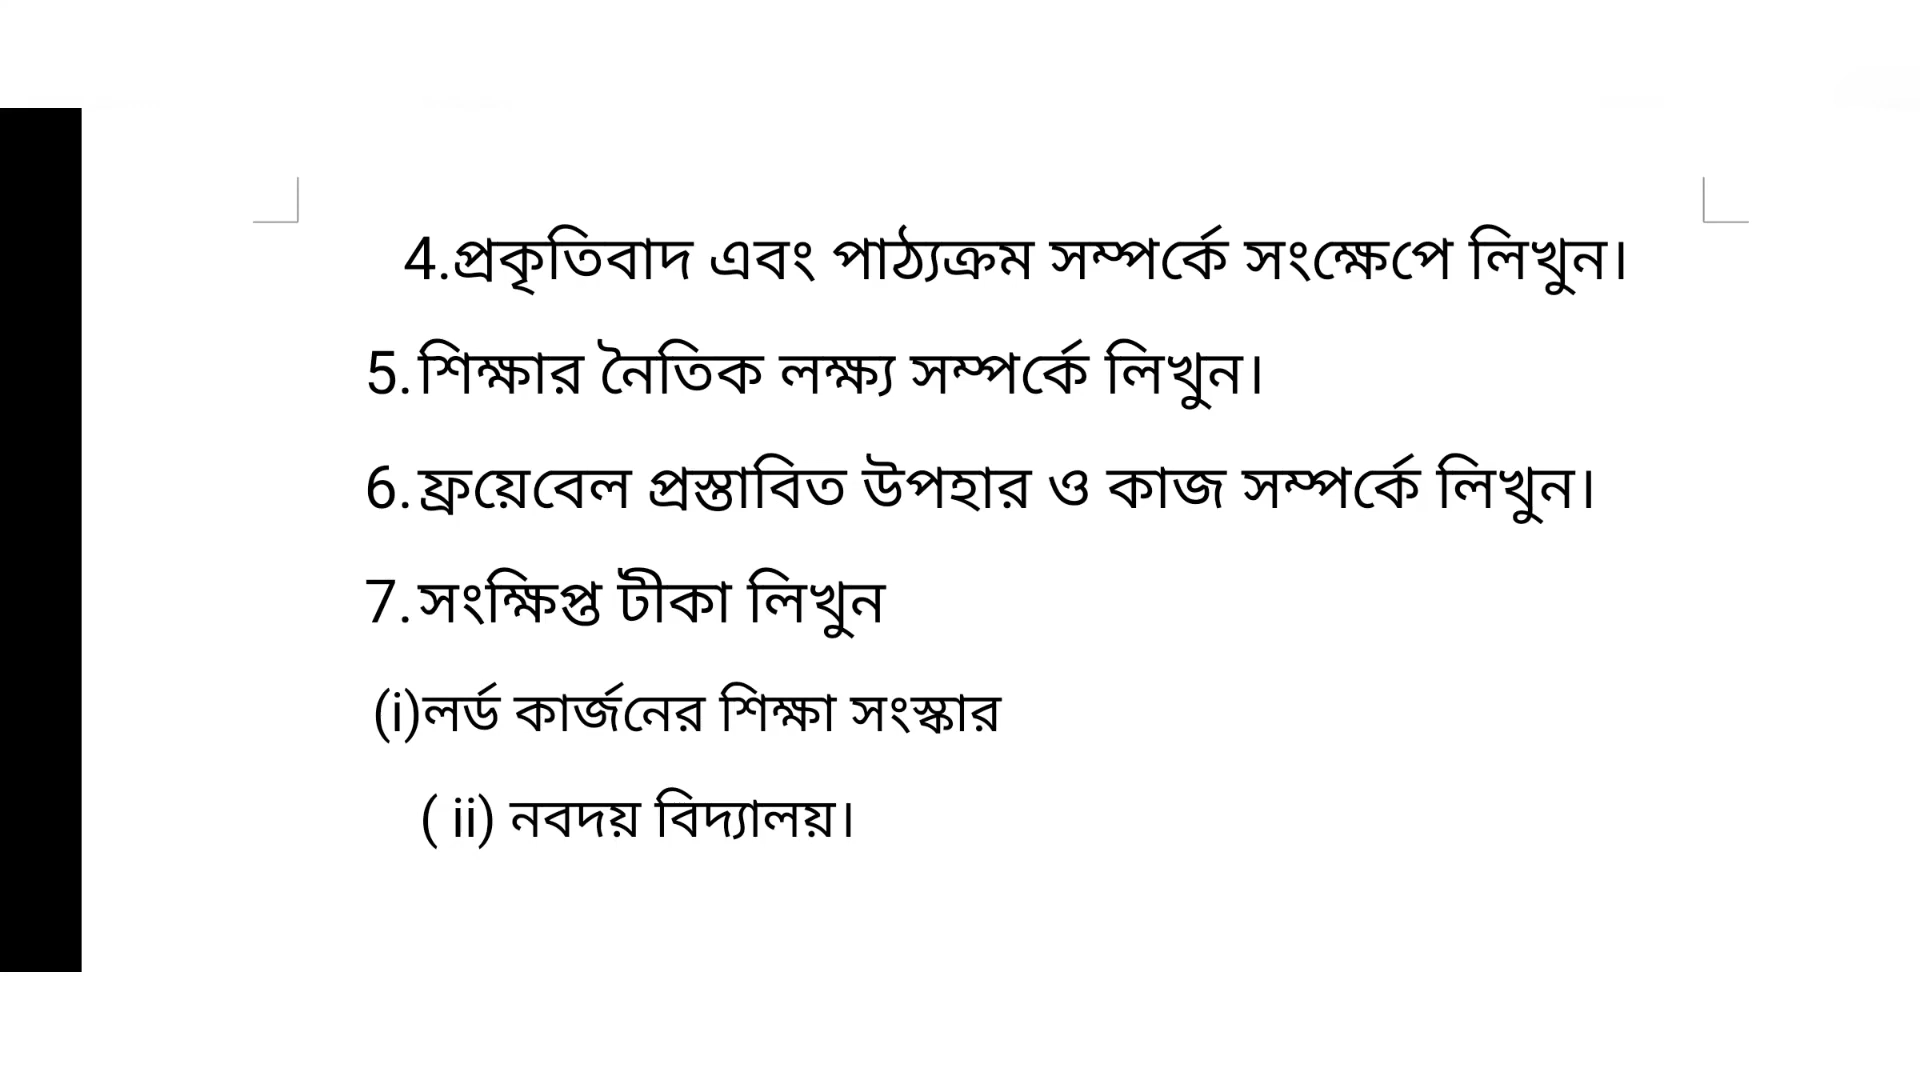 4.প্রকৃতিবাদ এবং পাঠ্যক্রম সম্পর্কে সংক্ষেপে লিখুন।
5.শিক্ষার নৈতিক লক্ষ্য সম্পর্কে লিখুন।
6.ফ্রয়েবেল প্রস্তাবিত উপহার ও কাজ সম্পর্কে লিখুন।
7.সংক্ষিপ্ত টীকা লিখুন
(i)লর্ড কার্জনের শিক্ষা সংস্কার
( ii) নবদয় বিদ্যালয়।